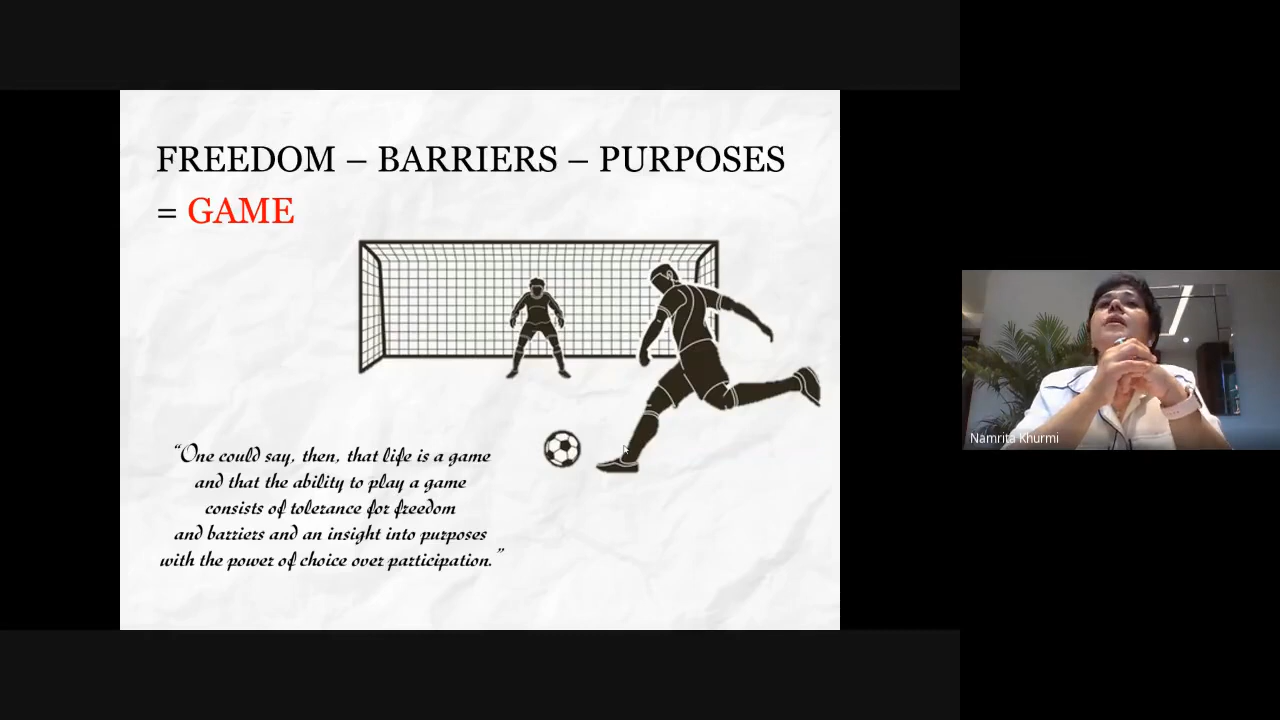 FREEDOM – BARRIERS – PURPOSES
= GAME
“One could say, then, that life is a game
and that the ability to play a game
consists of tolerance for freedom
and barriers and an insight into purposes
with the power of choice over participation.”
Namrita Khurmi